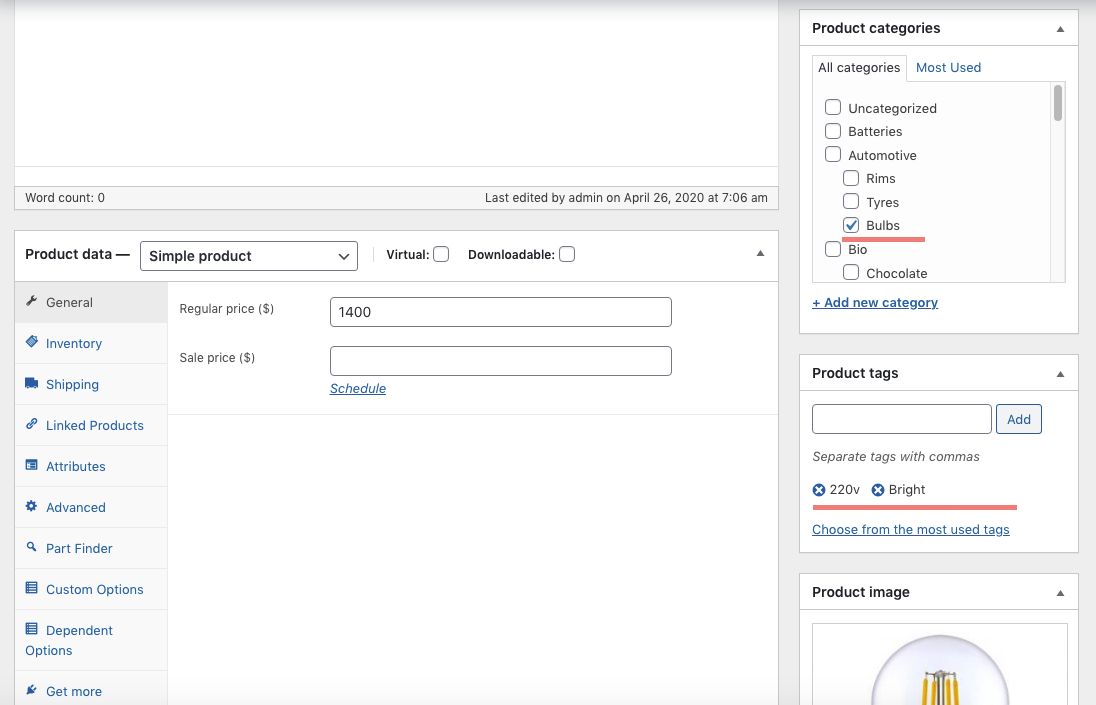 Word count: 0
Last edited by admin on April 26, 2020 at 7:06 am
Product data —
Simple product
Virtual:
Downloadable:
General
Inventory
Shipping
Linked Products
Attributes
Advanced
Part Finder
Custom Options
Dependent
Options
Get more
Regular price ($)
1400
Sale price ($)
Schedule
Product categories
All categories
Most Used
Uncategorized
Batteries
Automotive
Rims
Tyres
Bulbs
Bio
Chocolate
+ Add new category
Product tags
Add
Separate tags with commas
220v
Bright
Choose from the most used tags
Product image